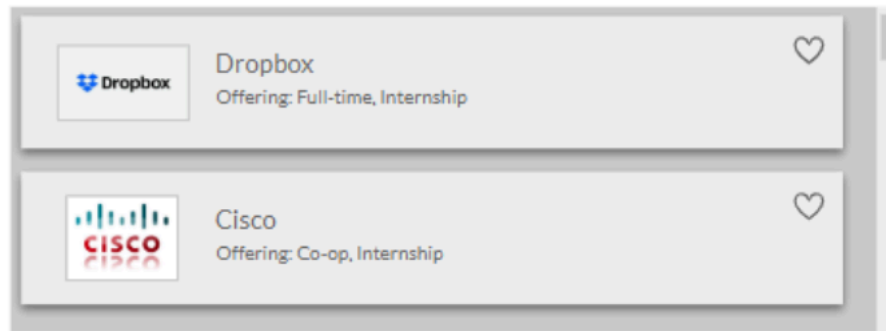 Dropbox
Dropbox
Offering: Full-time, Internship
CISCO
Cisco
Offering: Co-op, Internship